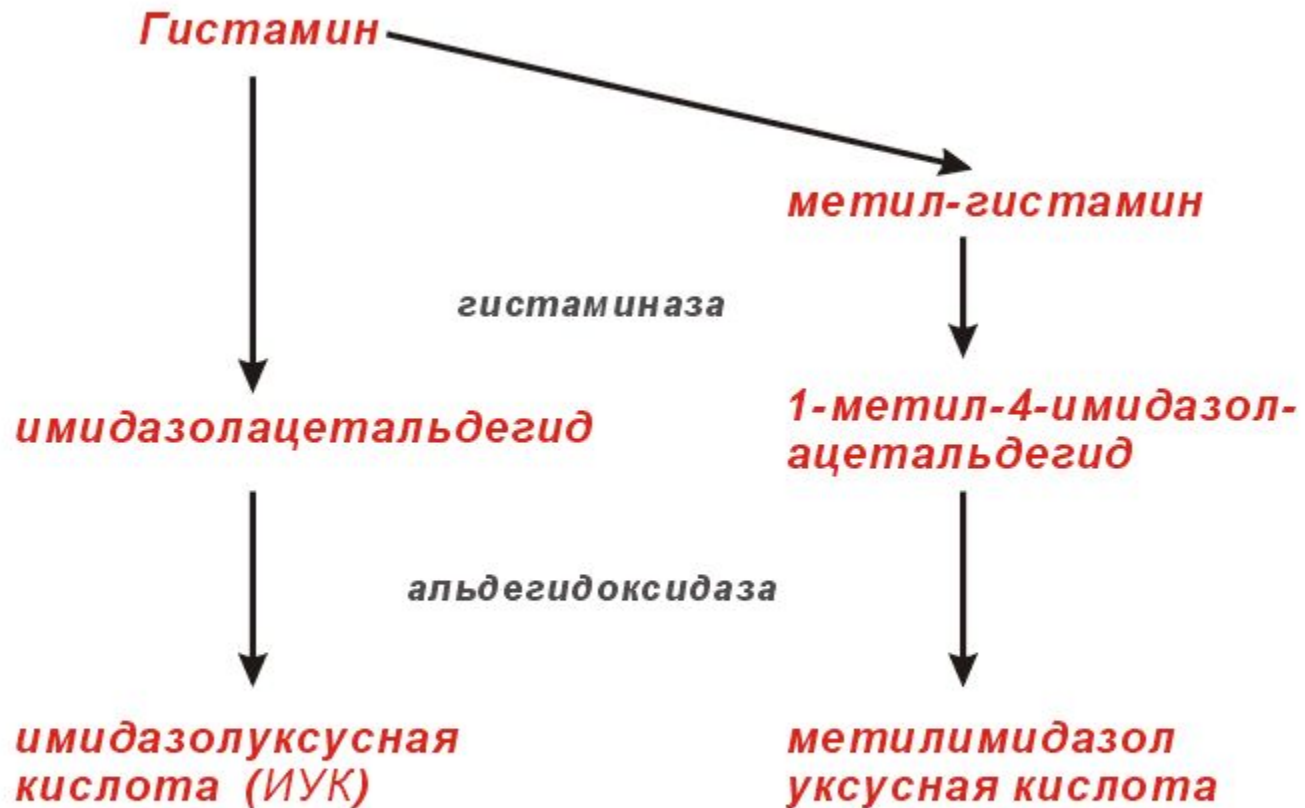 Гистамин
метил-гистамин
гистаминаза
имидазолацетальдегид
1-метил-4-имидазол-
ацетальдегид
альдегидоксидаза
имидазолуксусная
кислота (ИУК)
метилимидазол
уксусная кислота